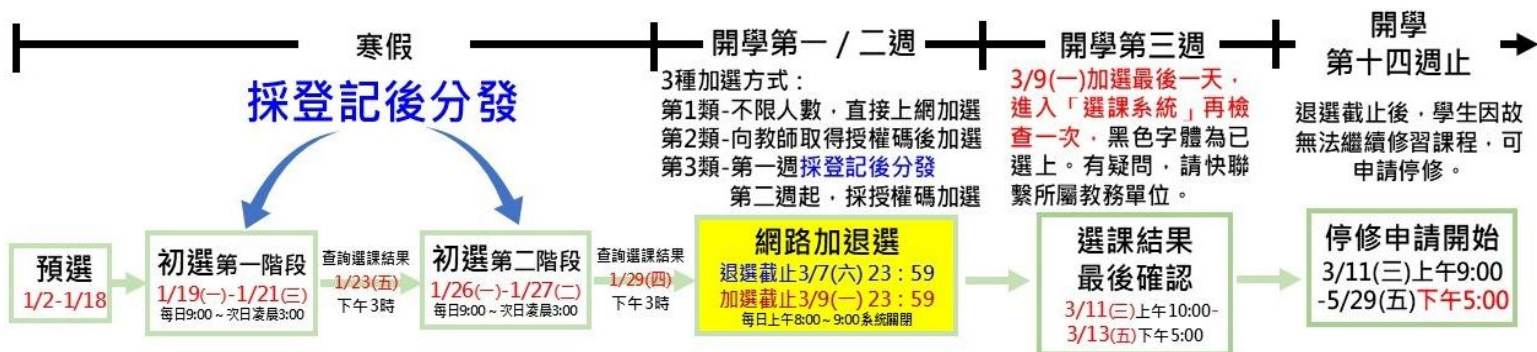 寒假
採登記後分發
開學第一 / 二週
3種加選方式：
第1類-不限人數，直接上網加選
第2類-向教師取得授權碼後加選
第3類-第一週採登記後分發
第二週起，採授權碼加選
開學第三週
3/9(一)加選最後一天，
進入「選課系統」再檢
查一次，黑色字體為已
選上。有疑問，請快聯
繫所屬教務單位。
開學
第十四週止
退選截止後，學生因故
無法繼續修習課程，可
申請停修。
預選
1/2-1/18
初選第一階段
1/19(一)-1/21(三)
每日9:00～次日凌晨3:00
查詢選課結果
1/23(五)
下午3時
初選第二階段
1/26(一)-1/27(二)
每日9:00～次日凌晨3:00
查詢選課結果
1/29(四)
下午3時
網路加退選
退選截止3/7(六) 23：59
加選截止3/9(一) 23：59
每日上午8:00～9:00系統關閉
選課結果
最後確認
3/11(三)上午10:00-
3/13(五)下午5:00
停修申請開始
3/11(三)上午9:00
-5/29(五)下午5:00